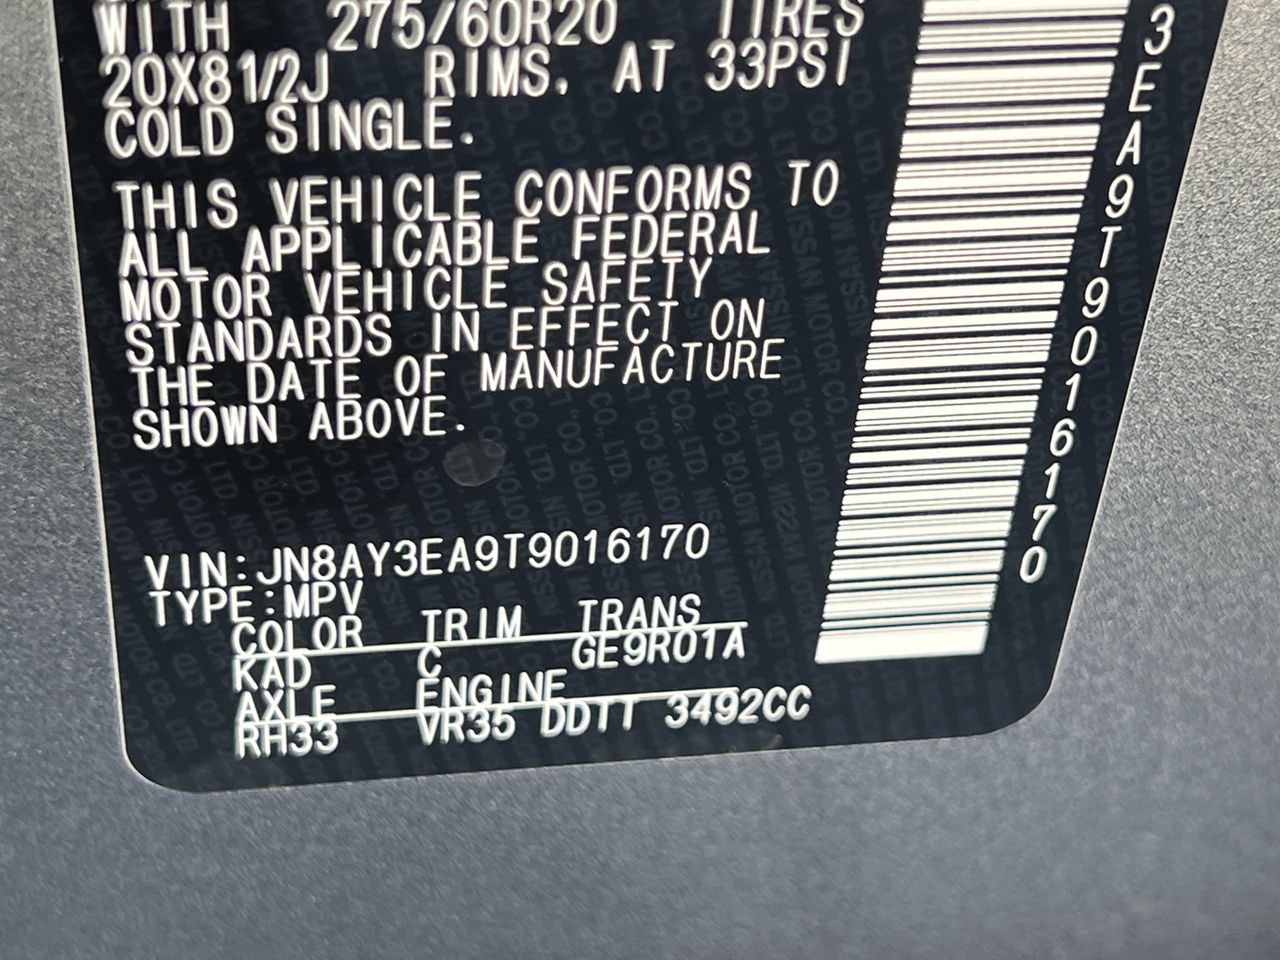 WITH 275/60R20 TIRES
20X81/2J RIMS. AT 33PSI
COLD SINGLE.
THIS VEHICLE CONFORMS TO
ALL APPLICABLE FEDERAL
MOTOR VEHICLE SAFETY
STANDARDS IN EFFECT ON
THE DATE OF MANUFACTURE
SHOWN ABOVE.
VIN:JN8AY3EA9T9016170
TYPE:MPV
COLOR TRIM TRANS
KAD C GE9R01A
AXLE ENGINE
RH33 VR35 DDTT 3492CC
3EA9T9016170